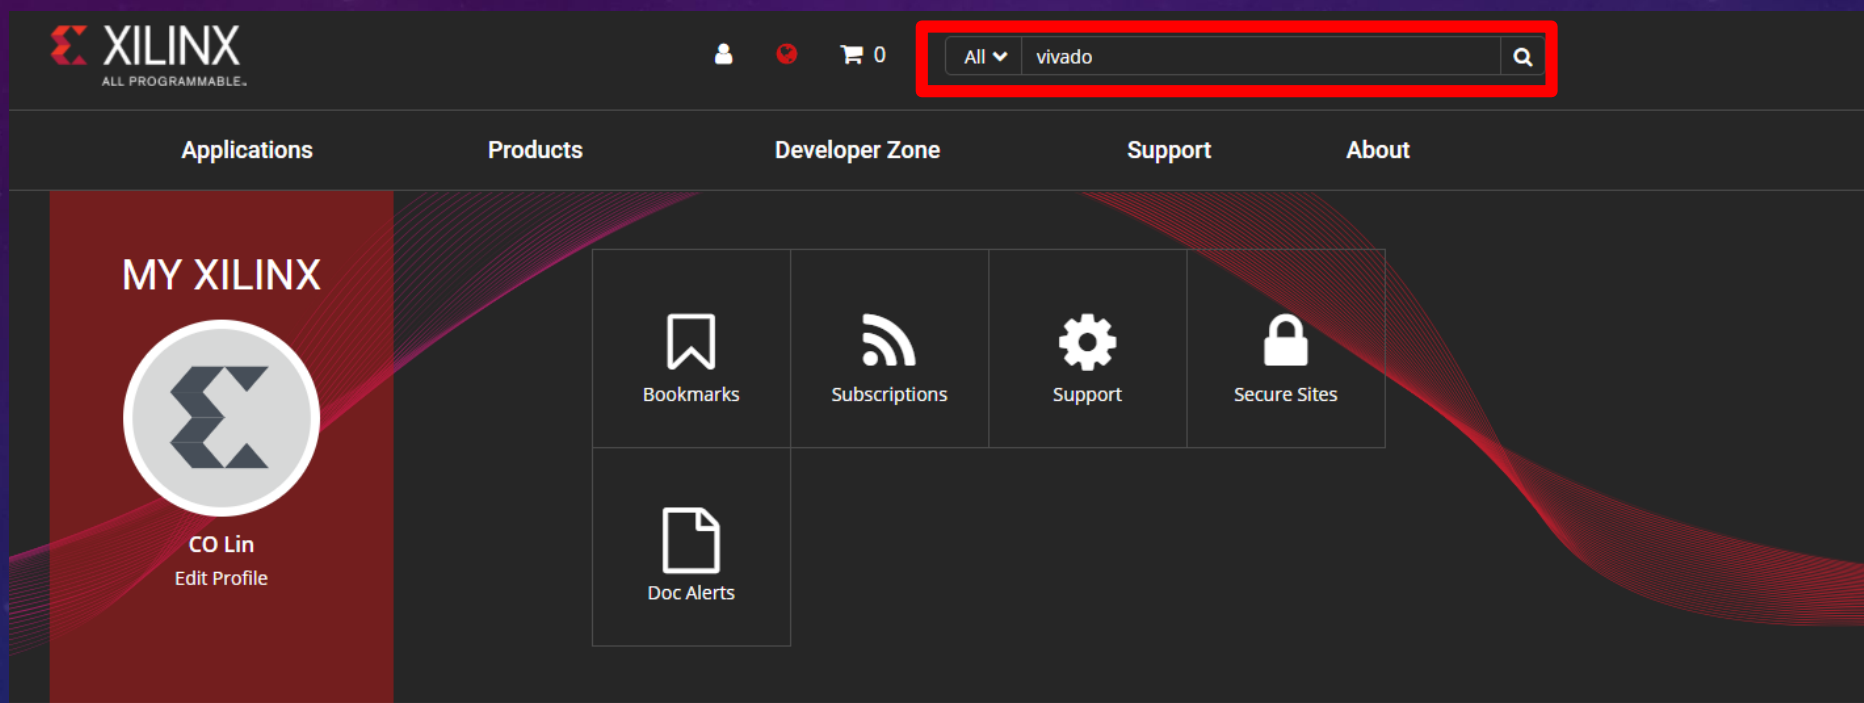 XILINX
ALL PROGRAMMABLE™
0
All
vivado
Applications Products Developer Zone Support About
MY XILINX
CO Lin
Edit Profile
Bookmarks Subscriptions Support Secure Sites
Doc Alerts